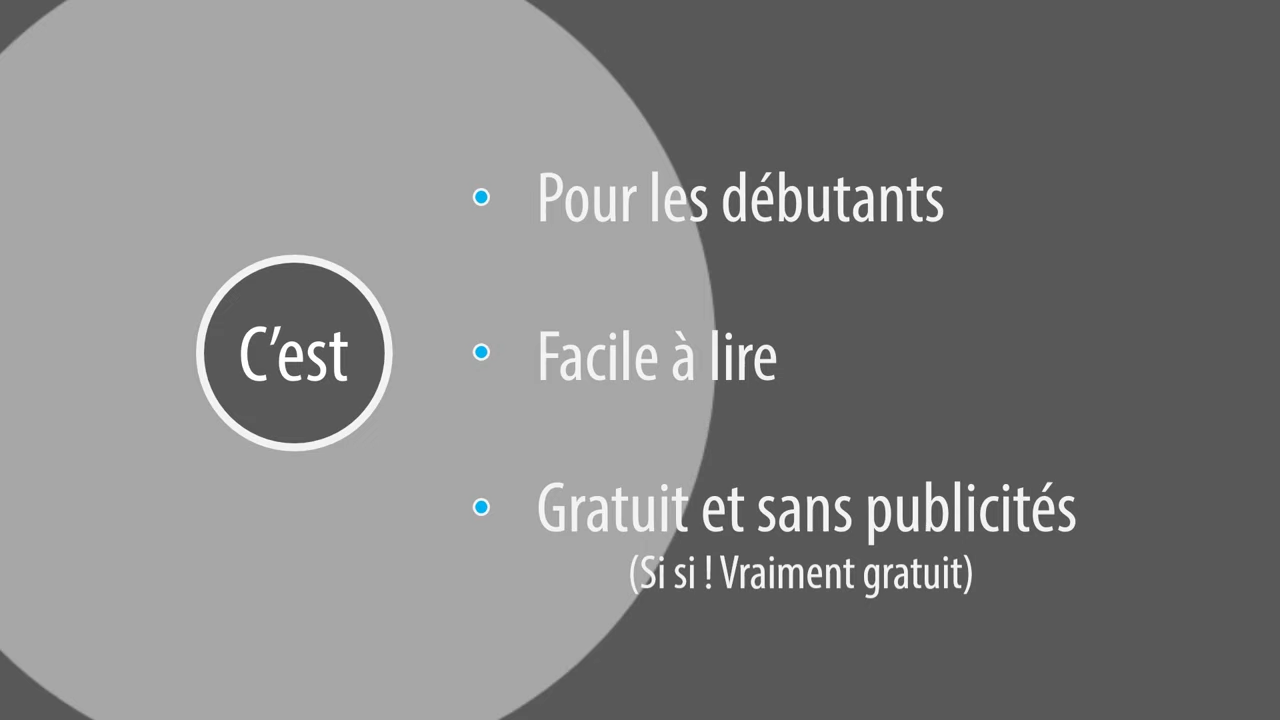 C’est
Pour les débutants
Facile à lire
Gratuit et sans publicités
(Si si ! Vraiment gratuit)